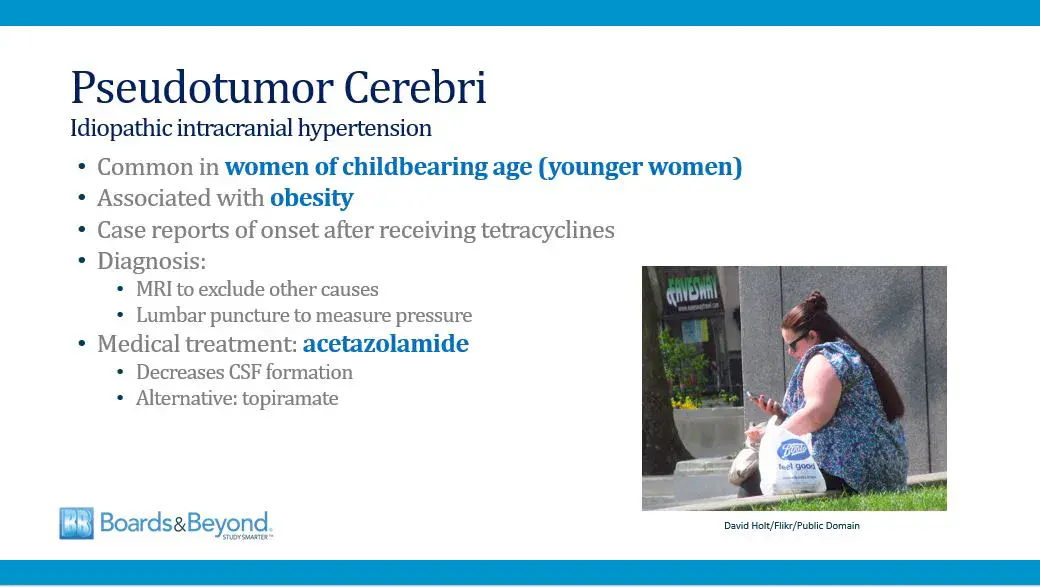 Pseudotumor Cerebri
Idiopathic intracranial hypertension
• Common in women of childbearing age (younger women)
• Associated with obesity
• Case reports of onset after receiving tetracyclines
• Diagnosis:
• MRI to exclude other causes
• Lumbar puncture to measure pressure
• Medical treatment: acetazolamide
• Decreases CSF formation
• Alternative: topiramate
Boots
feel good
David Holt/Flikr/Public Domain
BB Boards&Beyond.
STUDY SMARTER™